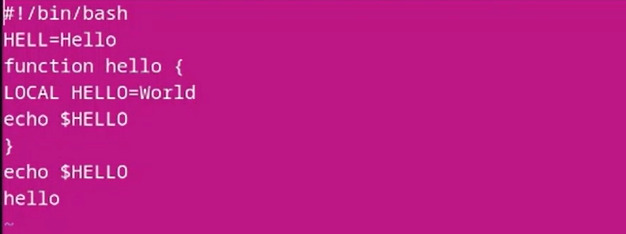 #!/bin/bash
HELL=Hello
function hello {
LOCAL HELLO=World
echo $HELLO
}
echo $HELLO
hello
~